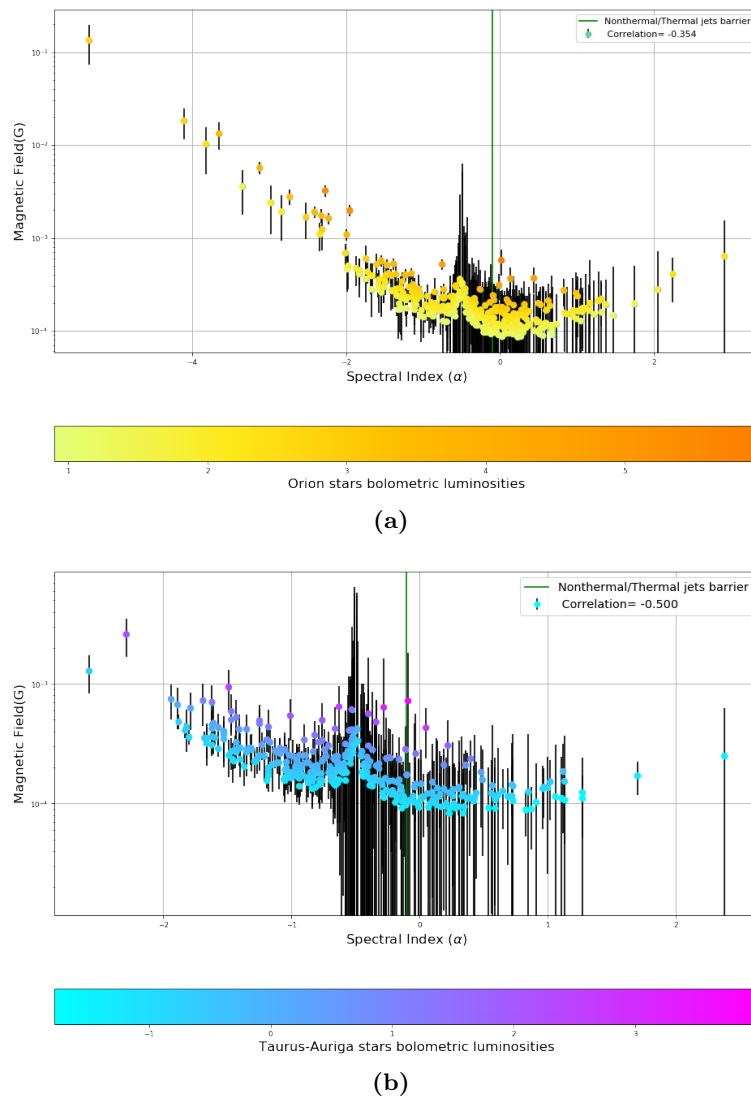 Nonthermal/Thermal jets barrier
Correlation= -0.354
10⁻¹
10⁻²
10⁻³
10⁻⁴
Magnetic Field(G)
−4 −2 0 2
Spectral Index (α)
1 2 3 4 5
Orion stars bolometric luminosities
(a)
Nonthermal/Thermal jets barrier
Correlation= -0.500
10⁻³
10⁻⁴
Magnetic Field(G)
−2 −1 0 1 2
Spectral Index (α)
−1 0 1 2 3
Taurus-Auriga stars bolometric luminosities
(b)